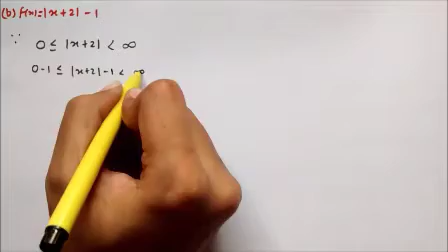 (b) f(x)=|x+2|-1
∵ 0 ≤ |x+2| < ∞
0-1 ≤ |x+2|-1 < ∞